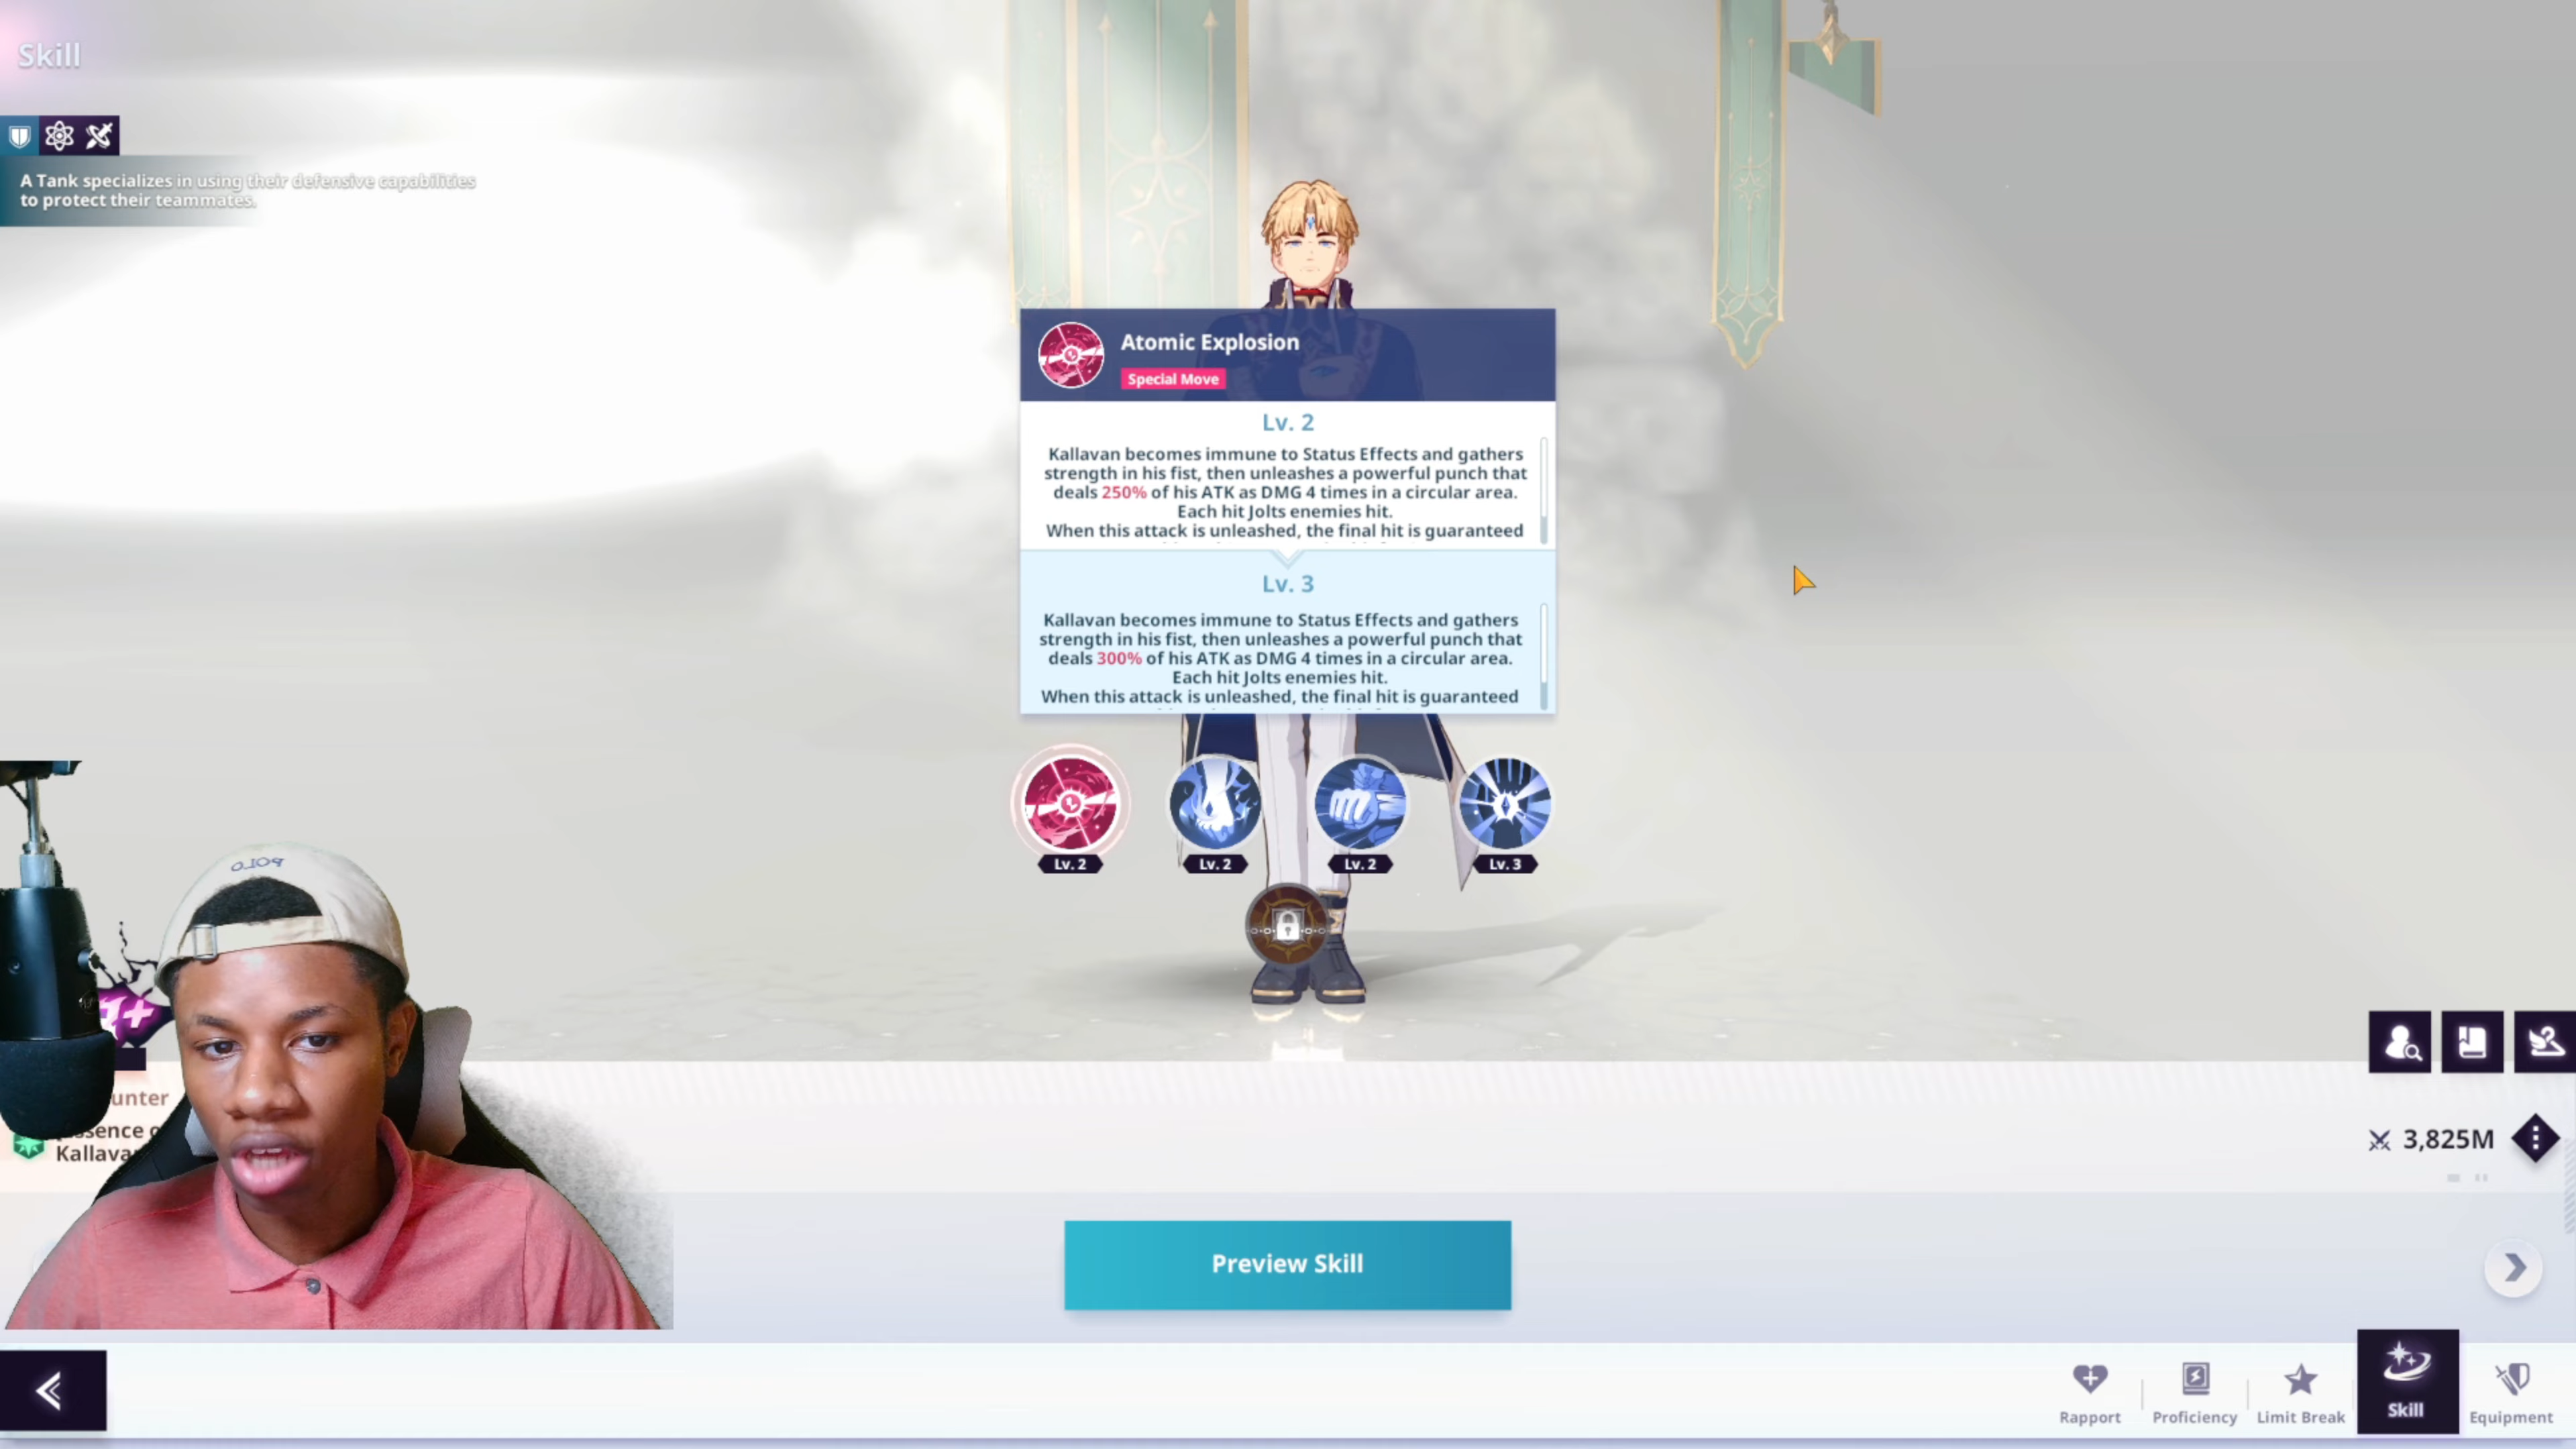 Skill
A Tank specializes in using their defensive capabilities
to protect their teammates.
Atomic Explosion
Special Move
Lv. 2
Kallavan becomes immune to Status Effects and gathers
strength in his fist, then unleashes a powerful punch that
deals 250% of his ATK as DMG 4 times in a circular area.
Each hit Jolts enemies hit.
When this attack is unleashed, the final hit is guaranteed
Lv. 3
Kallavan becomes immune to Status Effects and gathers
strength in his fist, then unleashes a powerful punch that
deals 300% of his ATK as DMG 4 times in a circular area.
Each hit Jolts enemies hit.
When this attack is unleashed, the final hit is guaranteed
Lv. 2
Lv. 2
Lv. 2
Lv. 3
POLO
3,825M
Preview Skill
Rapport
Proficiency
Limit Break
Skill
Equipment